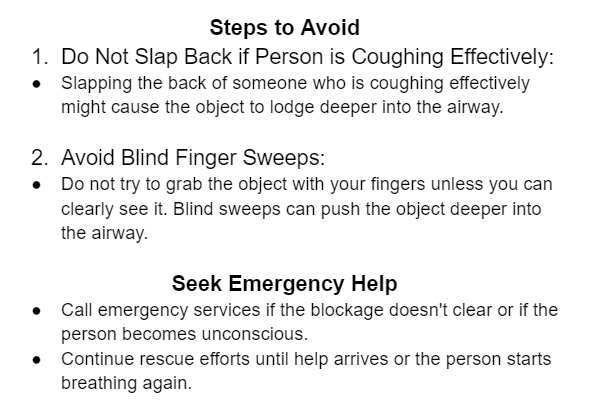 Steps to Avoid
1. Do Not Slap Back if Person is Coughing Effectively:
● Slapping the back of someone who is coughing effectively
might cause the object to lodge deeper into the airway.
2. Avoid Blind Finger Sweeps:
● Do not try to grab the object with your fingers unless you can
clearly see it. Blind sweeps can push the object deeper into
the airway.
Seek Emergency Help
● Call emergency services if the blockage doesn't clear or if the
person becomes unconscious.
● Continue rescue efforts until help arrives or the person starts
breathing again.